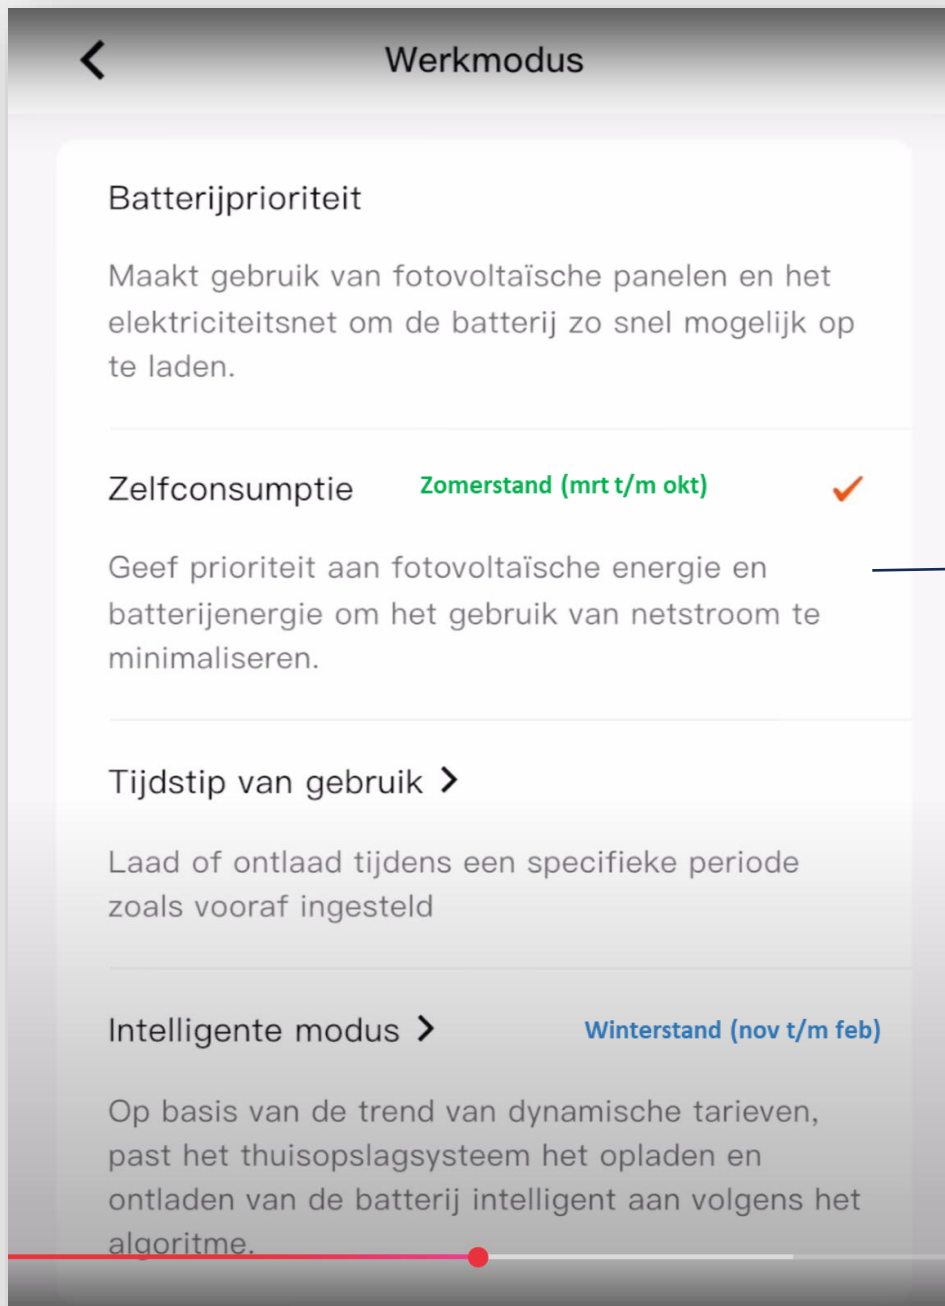 Werkmodus
Batterijprioriteit
Maakt gebruik van fotovoltaïsche panelen en het
elektriciteitsnet om de batterij zo snel mogelijk op
te laden.
Zelfconsumptie Zomerstand (mrt t/m okt)
Geef prioriteit aan fotovoltaïsche energie en
batterijenergie om het gebruik van netstroom te
minimaliseren.
Tijdstip van gebruik
Laad of ontlaad tijdens een specifieke periode
zoals vooraf ingesteld
Intelligente modus Winterstand (nov t/m feb)
Op basis van de trend van dynamische tarieven,
past het thuisopslagsysteem het opladen en
ontladen van de batterij intelligent aan volgens het
algoritme.